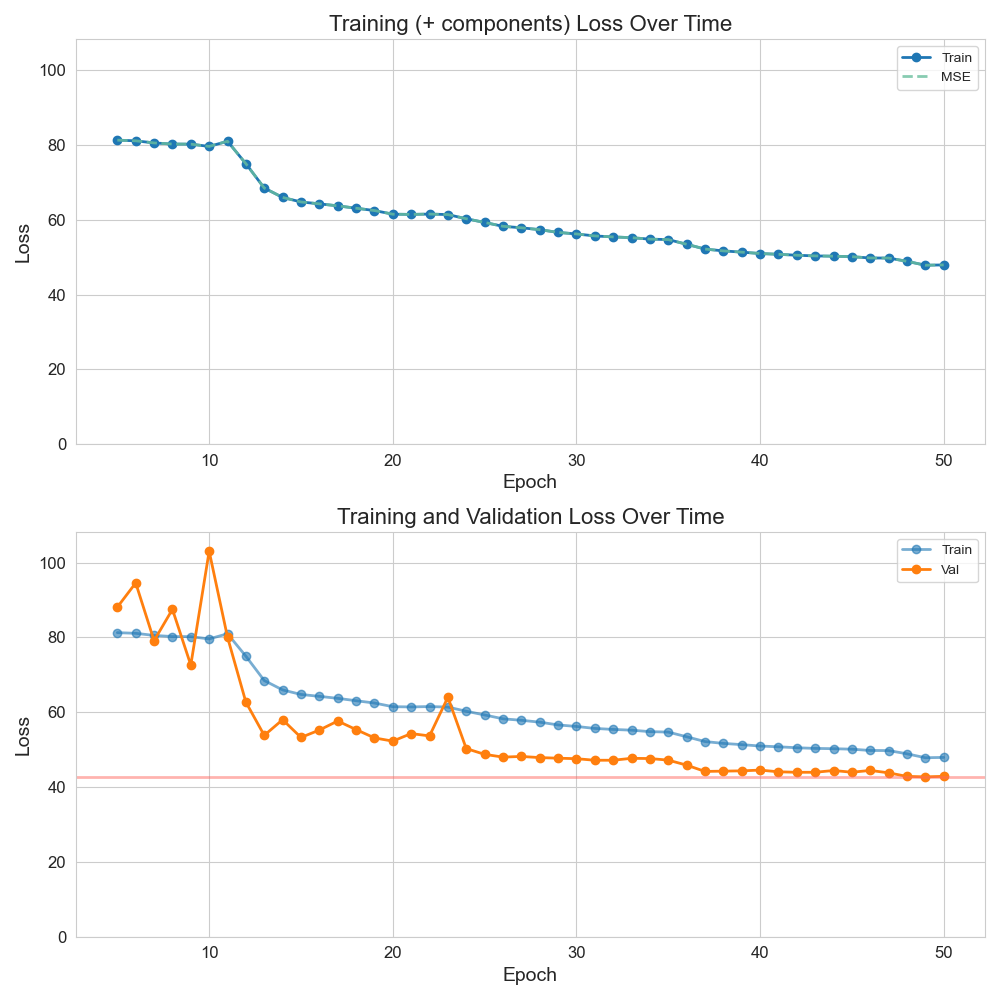 Training (+ components) Loss Over Time
Train
MSE
100
80
60
40
20
0
Loss
10 20 30 40 50
Epoch
Training and Validation Loss Over Time
Train
Val
100
80
60
40
20
0
Loss
10 20 30 40 50
Epoch